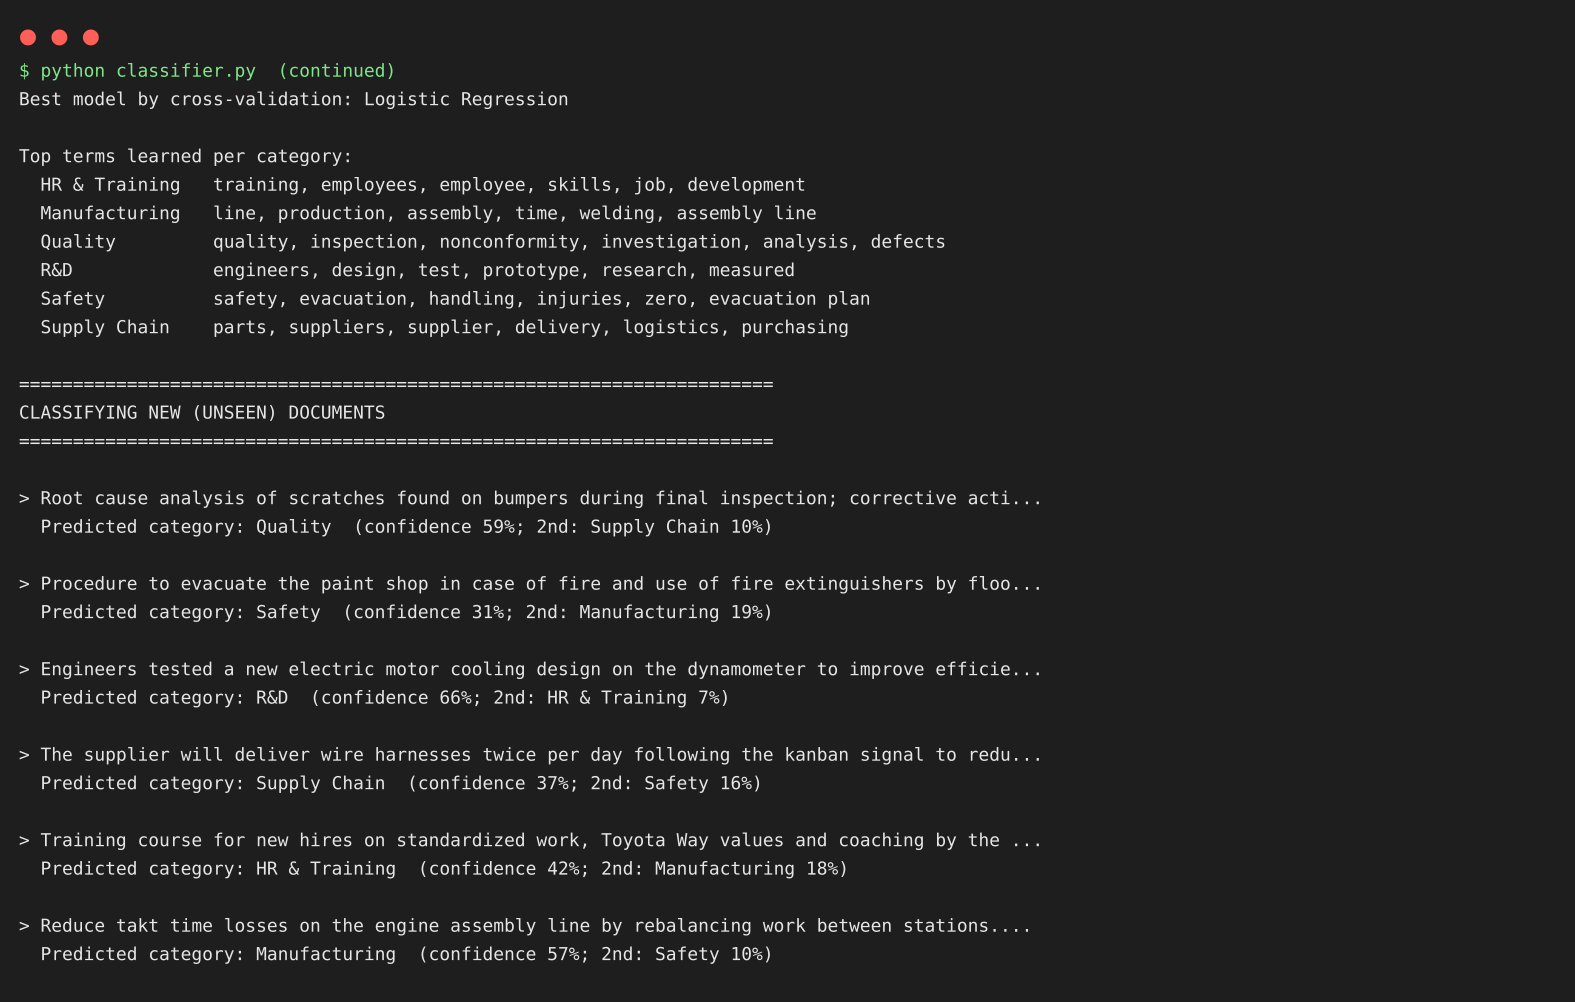 $ python classifier.py  (continued)
Best model by cross-validation: Logistic Regression
Top terms learned per category:
  HR & Training   training, employees, employee, skills, job, development
  Manufacturing   line, production, assembly, time, welding, assembly line
  Quality         quality, inspection, nonconformity, investigation, analysis, defects
  R&D             engineers, design, test, prototype, research, measured
  Safety          safety, evacuation, handling, injuries, zero, evacuation plan
  Supply Chain    parts, suppliers, supplier, delivery, logistics, purchasing
======================================================================
CLASSIFYING NEW (UNSEEN) DOCUMENTS
======================================================================
> Root cause analysis of scratches found on bumpers during final inspection; corrective acti...
  Predicted category: Quality  (confidence 59%; 2nd: Supply Chain 10%)
> Procedure to evacuate the paint shop in case of fire and use of fire extinguishers by floo...
  Predicted category: Safety  (confidence 31%; 2nd: Manufacturing 19%)
> Engineers tested a new electric motor cooling design on the dynamometer to improve efficie...
  Predicted category: R&D  (confidence 66%; 2nd: HR & Training 7%)
> The supplier will deliver wire harnesses twice per day following the kanban signal to redu...
  Predicted category: Supply Chain  (confidence 37%; 2nd: Safety 16%)
> Training course for new hires on standardized work, Toyota Way values and coaching by the ...
  Predicted category: HR & Training  (confidence 42%; 2nd: Manufacturing 18%)
> Reduce takt time losses on the engine assembly line by rebalancing work between stations....
  Predicted category: Manufacturing  (confidence 57%; 2nd: Safety 10%)